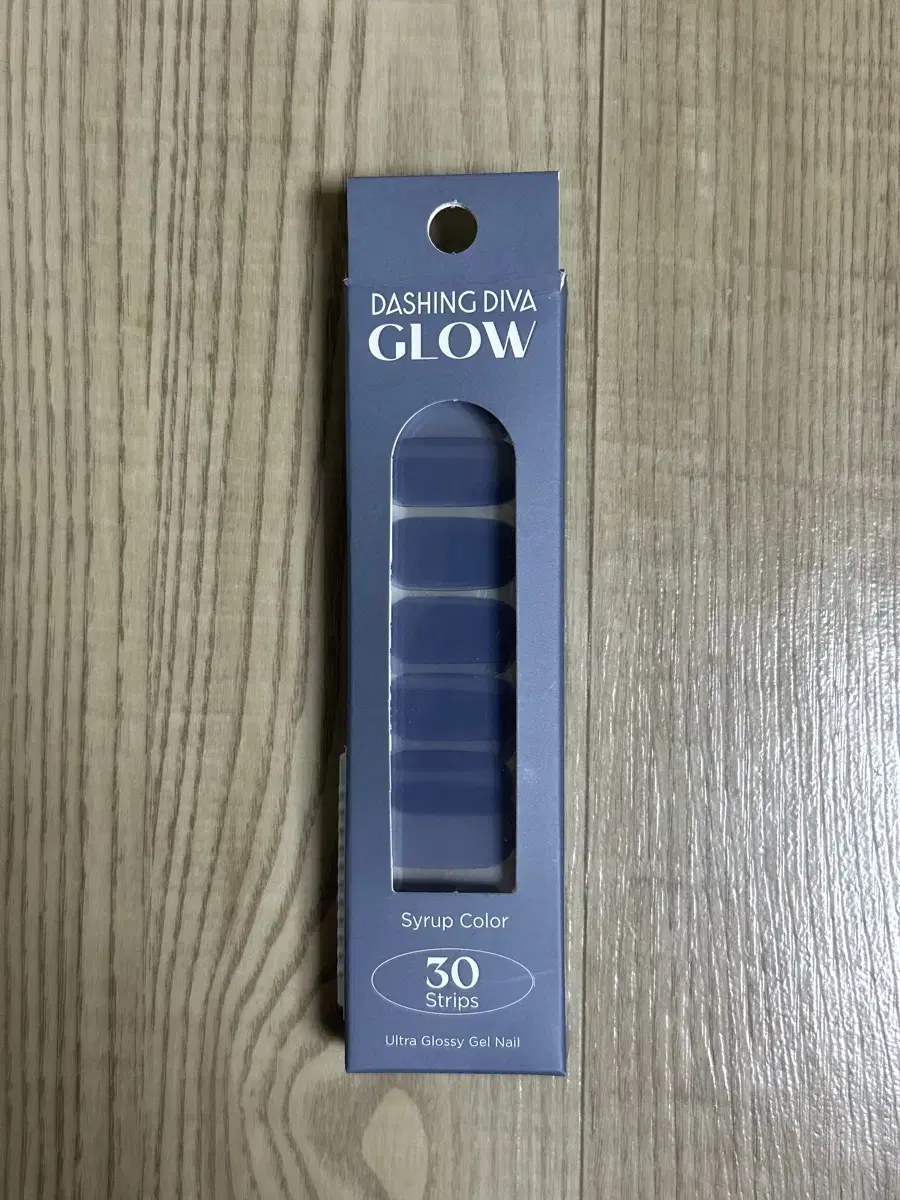 DASHING DIVA
GLOW
Syrup Color
30
Strips
Ultra Glossy Gel Nail